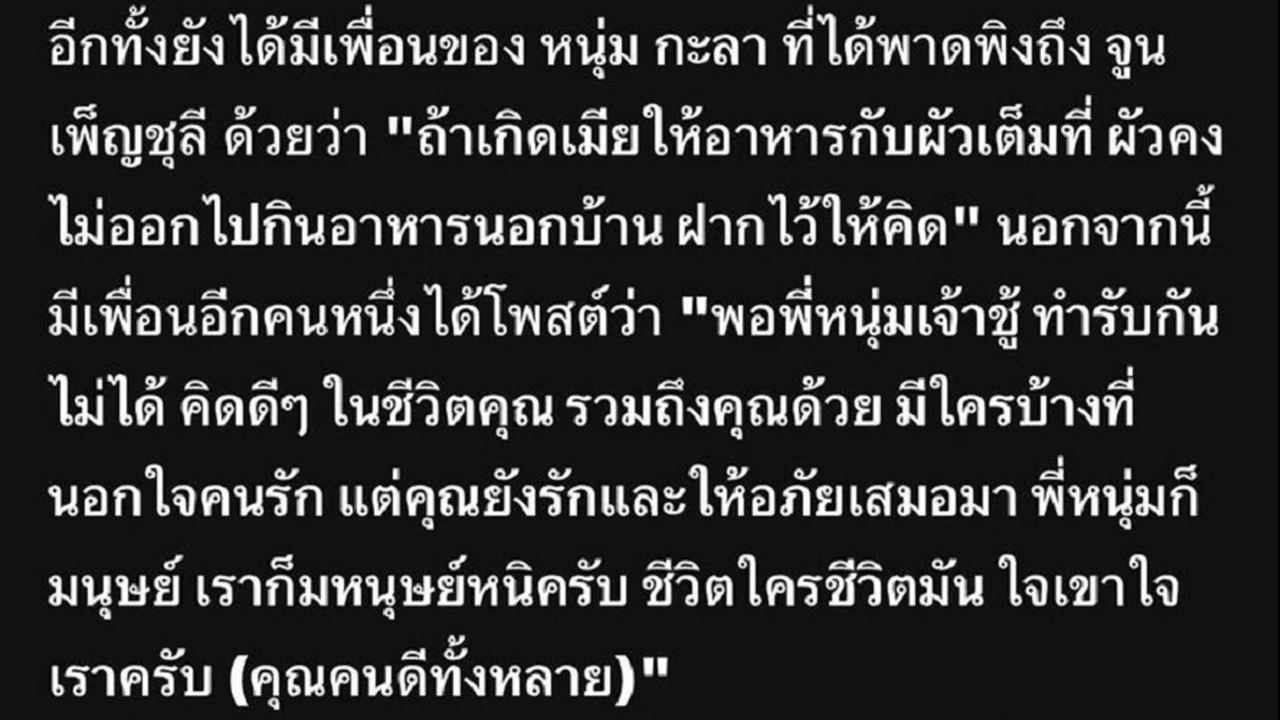 อีกทั้งยังได้มีเพื่อนของ หนุ่ม กะลา ที่ได้พาดพิงถึง จูน
เพ็ญชุลี ด้วยว่า "ถ้าเกิดเมียให้อาหารกับผัวเต็มที่ ผัวคง
ไม่ออกไปกินอาหารนอกบ้าน ฝากไว้ให้คิด" นอกจากนี้
มีเพื่อนอีกคนหนึ่งได้โพสต์ว่า "พอพี่หนุ่มเจ้าชู้ ทำรับกัน
ไม่ได้ คิดดีๆ ในชีวิตคุณ รวมถึงคุณด้วย มีใครบ้างที่
นอกใจคนรัก แต่คุณยังรักและให้อภัยเสมอมา พี่หนุ่มก็
มนุษย์ เราก็มหนุษย์หนิครับ ชีวิตใครชีวิตมัน ใจเขาใจ
เราครับ (คุณคนดีทั้งหลาย)"